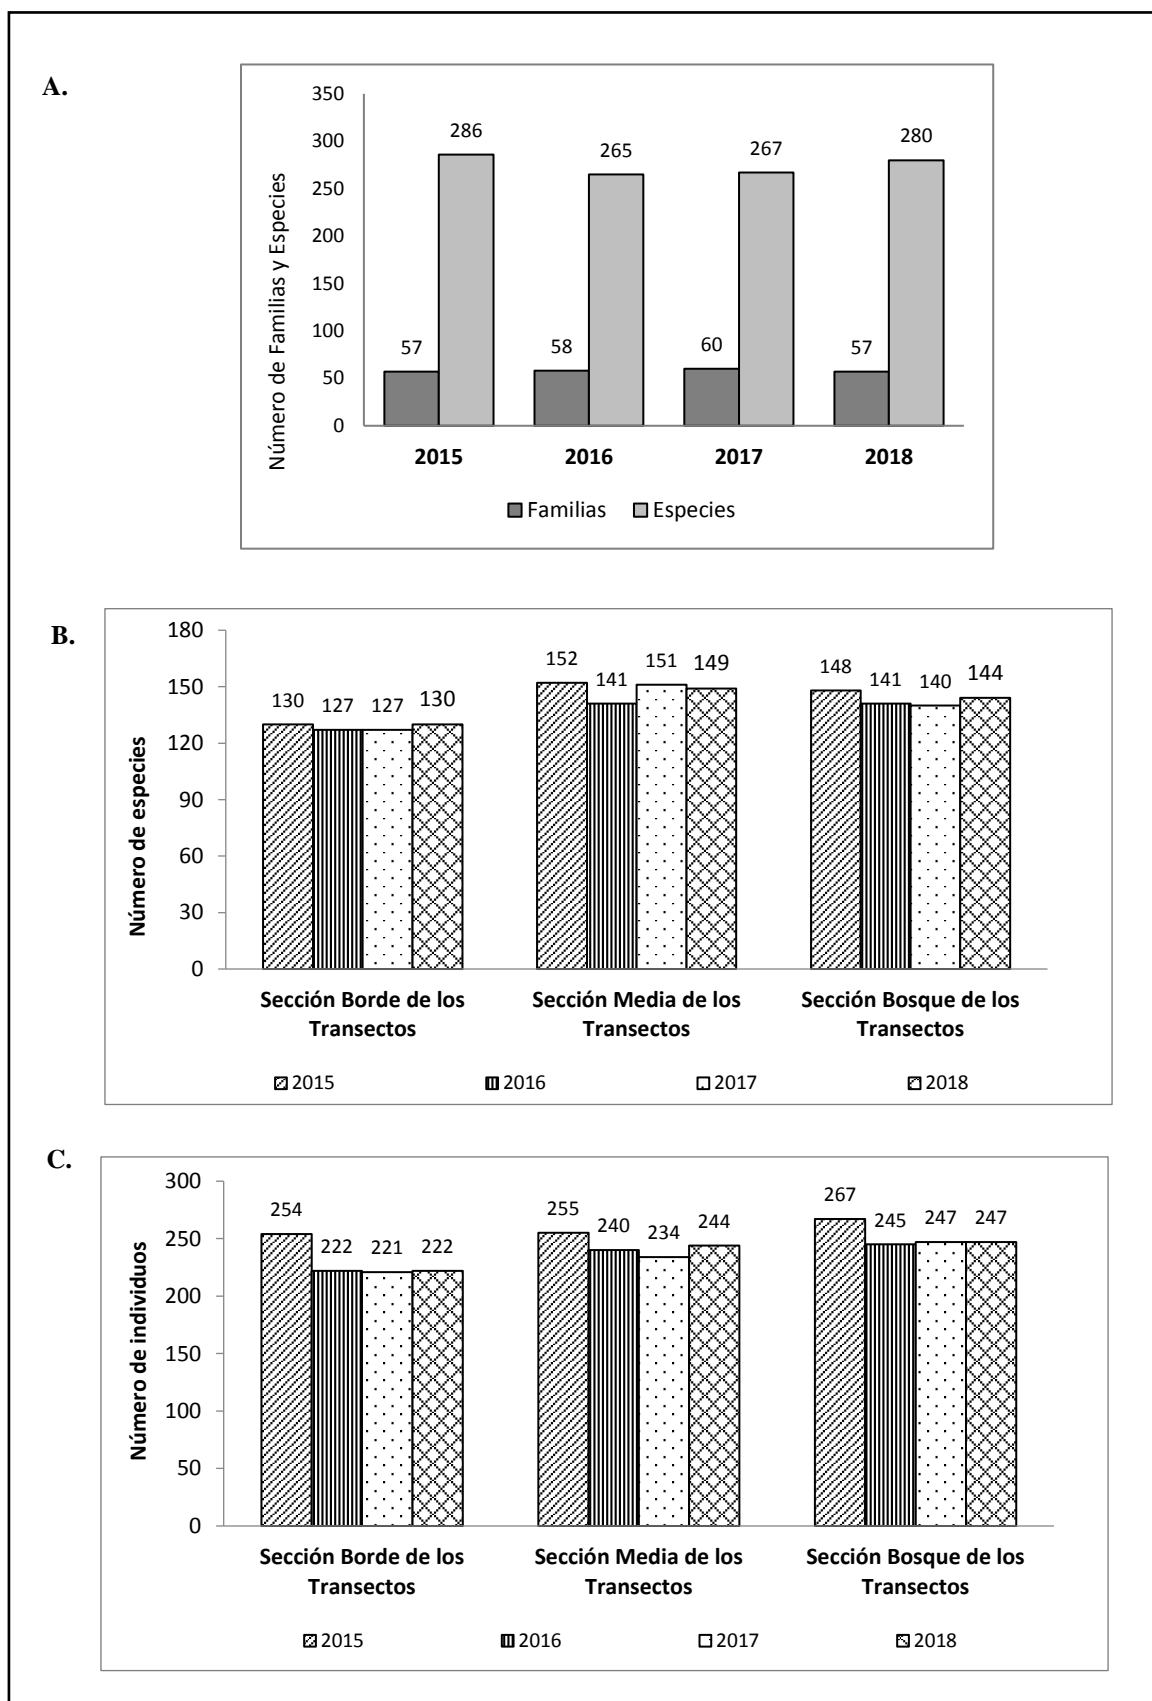 A.
Número de Familias y Especies
350
300
250
200
150
100
50
0
286
265
267
280
57
58
60
57
2015 2016 2017 2018
Familias Especies
B.
Número de especies
180
150
120
90
60
30
0
130 127 127 130
152 141 151 149
148 141 140 144
Sección Borde de los
Transectos
Sección Media de los
Transectos
Sección Bosque de los
Transectos
2015 2016 2017 2018
C.
Número de individuos
300
250
200
150
100
50
0
254 222 221 222
255 240 234 244
267 245 247 247
Sección Borde de los
Transectos
Sección Media de los
Transectos
Sección Bosque de los
Transectos
2015 2016 2017 2018